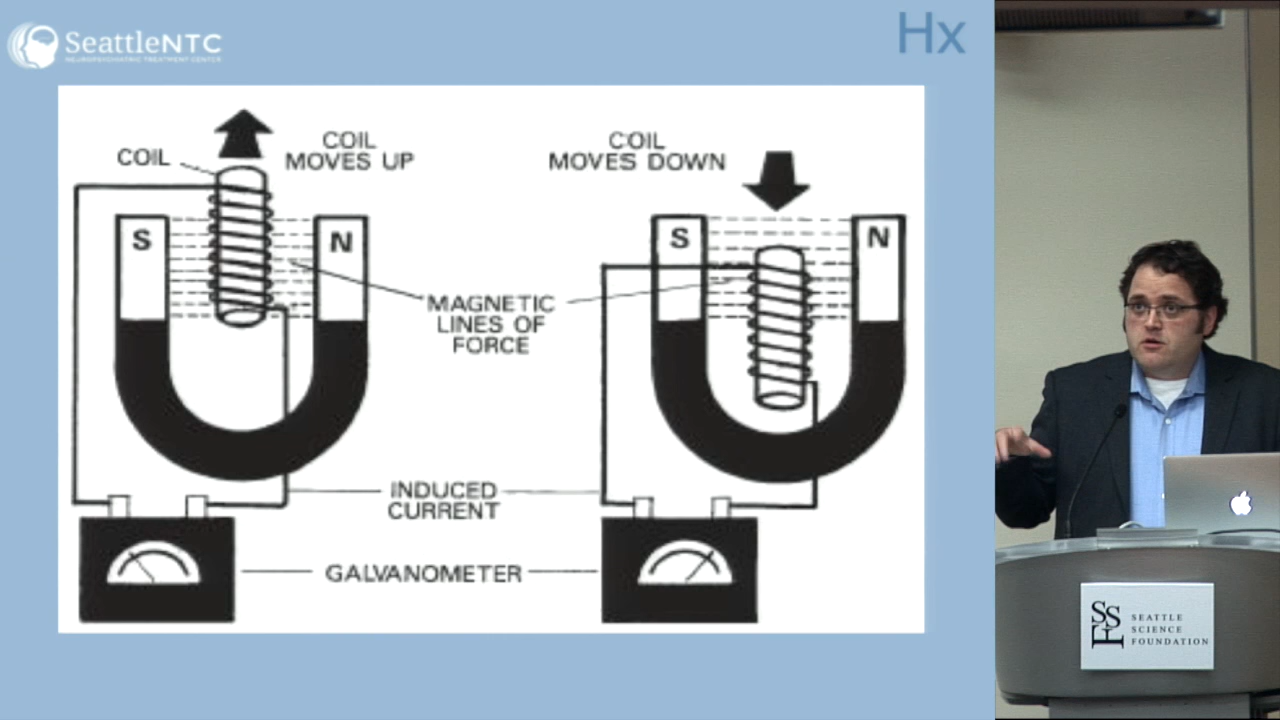 SeattleNTC
NEUROPSYCHIATRIC TREATMENT CENTER
Hx
COIL
COIL
MOVES UP
COIL
MOVES DOWN
S
N
S
N
MAGNETIC
LINES OF
FORCE
INDUCED
CURRENT
GALVANOMETER
SSF
SEATTLE
SCIENCE
FOUNDATION